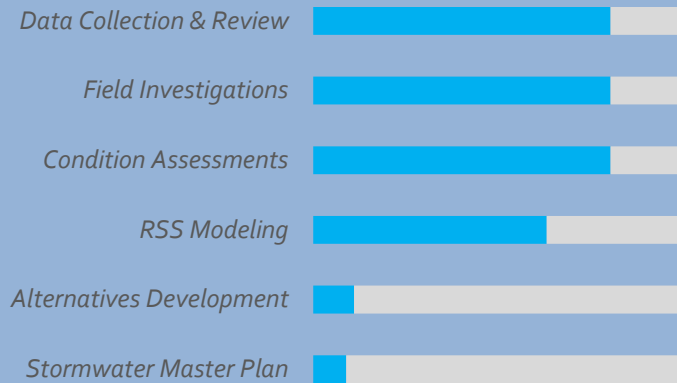 Data Collection & Review
Field Investigations
Condition Assessments
RSS Modeling
Alternatives Development
Stormwater Master Plan